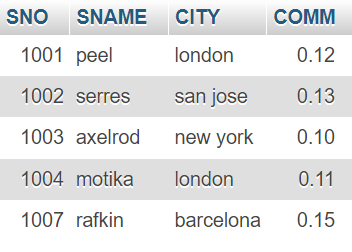 SNO SNAME CITY COMM
1001 peel london 0.12
1002 serres san jose 0.13
1003 axelrod new york 0.10
1004 motika london 0.11
1007 rafkin barcelona 0.15